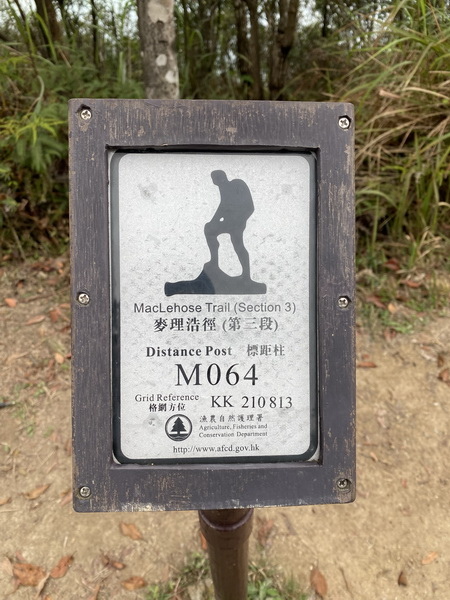 MacLehose Trail (Section 3)
麥理浩徑 (第三段)
Distance Post 標距柱
M064
Grid Reference KK 210 813
格網方位
漁農自然護理署
Agriculture, Fisheries and
Conservation Department
http://www.afcd.gov.hk